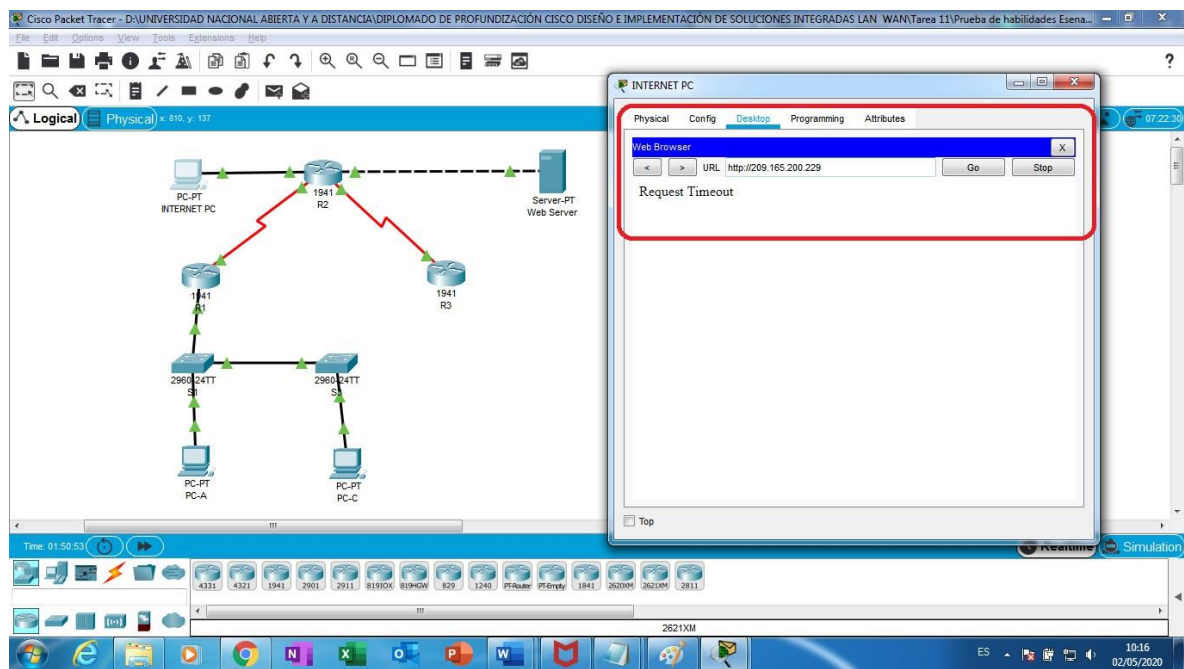 Cisco Packet Tracer - D:\UNIVERSIDAD NACIONAL ABIERTA Y A DISTANCIA\DIPLOMADO DE PROFUNDIZACIÓN CISCO DISEÑO E IMPLEMENTACIÓN DE SOLUCIONES INTEGRADAS LAN WAN\Tarea 11\Prueba de habilidades Esena...
File Edit Options View Tools Extensions Help
?
Logical Physical x: 810, y: 137
07:22:30
INTERNET PC
Physical Config Desktop Programming Attributes
Web Browser X
< > URL http://209.165.200.229 Go Stop
Request Timeout
PC-PT
INTERNET PC
1941
R2
Server-PT
Web Server
1941
R1
1941
R3
2960-24TT
S1
2960-24TT
PC-PT
PC-A
PC-PT
PC-C
Top
Time: 01:50:53
Realtime Simulation
4331 4321 1941 2901 2911 819IOX 819HGW 829 1240 PT-Router PT-Empty 1841 2620XM 2621XM 2811
2621XM
ES 10:16
02/05/2020